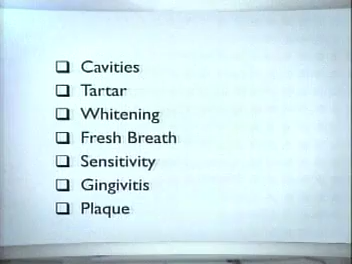 ❑ Cavities
❑ Tartar
❑ Whitening
❑ Fresh Breath
❑ Sensitivity
❑ Gingivitis
❑ Plaque